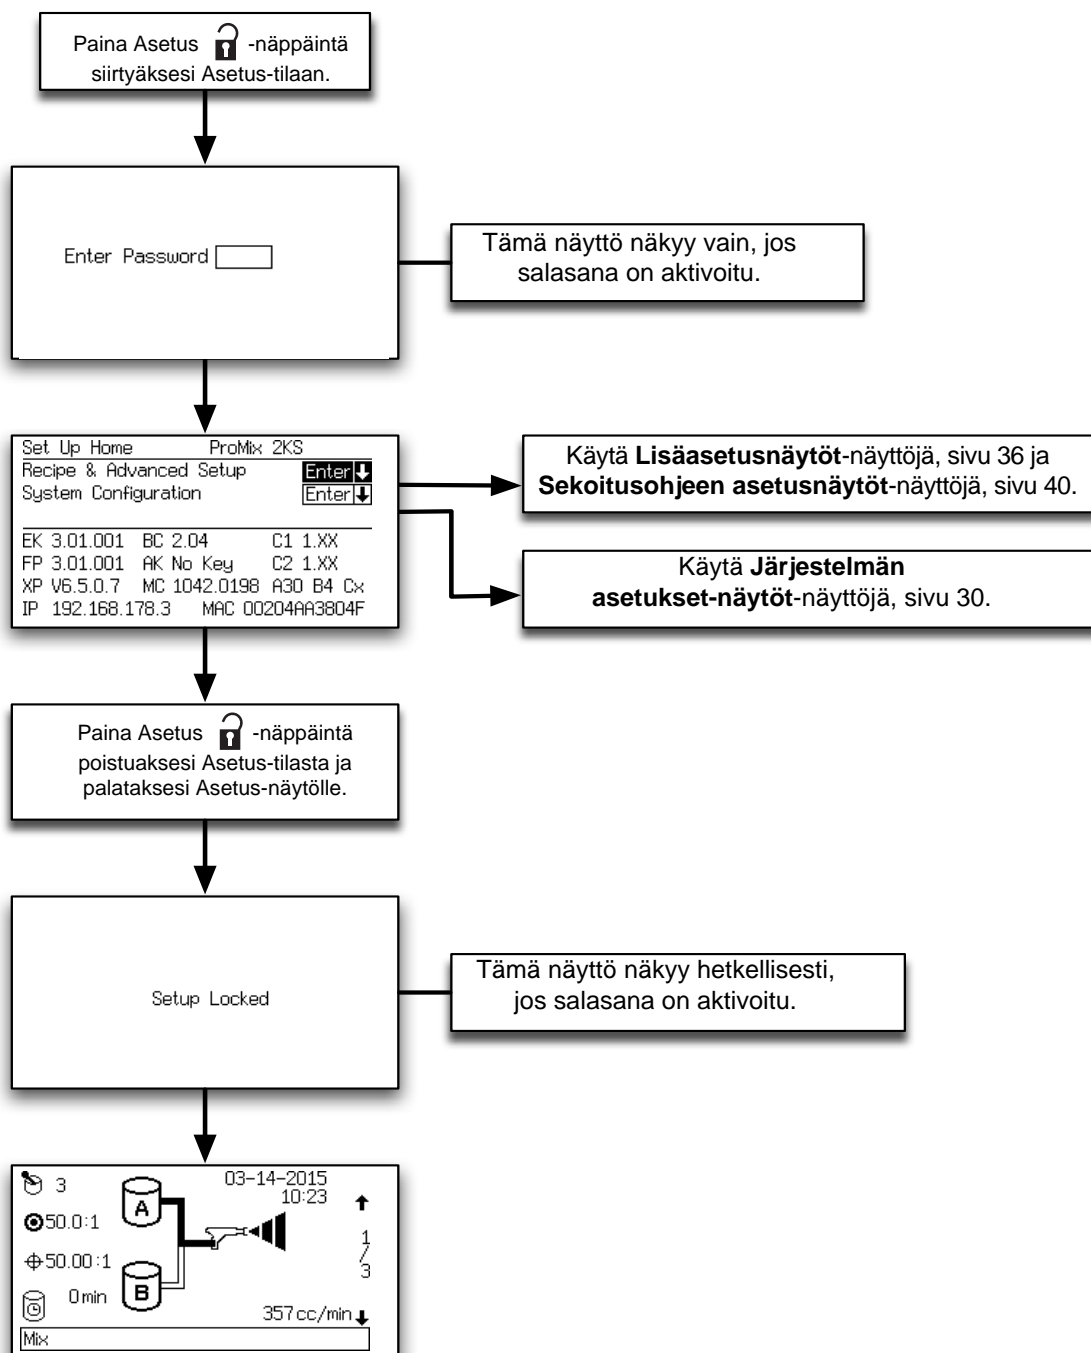 Paina Asetus -näppäintä
siirtyäksesi Asetus-tilaan.
Enter Password
Tämä näyttö näkyy vain, jos
salasana on aktivoitu.
Set Up Home ProMix 2KS
Recipe & Advanced Setup Enter
System Configuration Enter
EK 3.01.001 BC 2.04 C1 1.XX
FP 3.01.001 AK No Key C2 1.XX
XP V6.5.0.7 MC 1042.0198 A30 B4 Cx
IP 192.168.178.3 MAC 00204AA3804F
Käytä Lisäasetusnäytöt-näyttöjä, sivu 36 ja
Sekoitusohjeen asetusnäytöt-näyttöjä, sivu 40.
Käytä Järjestelmän
asetukset-näytöt-näyttöjä, sivu 30.
Paina Asetus -näppäintä
poistuaksesi Asetus-tilasta ja
palataksesi Asetus-näytölle.
Setup Locked
Tämä näyttö näkyy hetkellisesti,
jos salasana on aktivoitu.
3
03-14-2015
10:23
A
50.0:1
1
/
3
50.00:1
0min
B
357cc/min
Mix